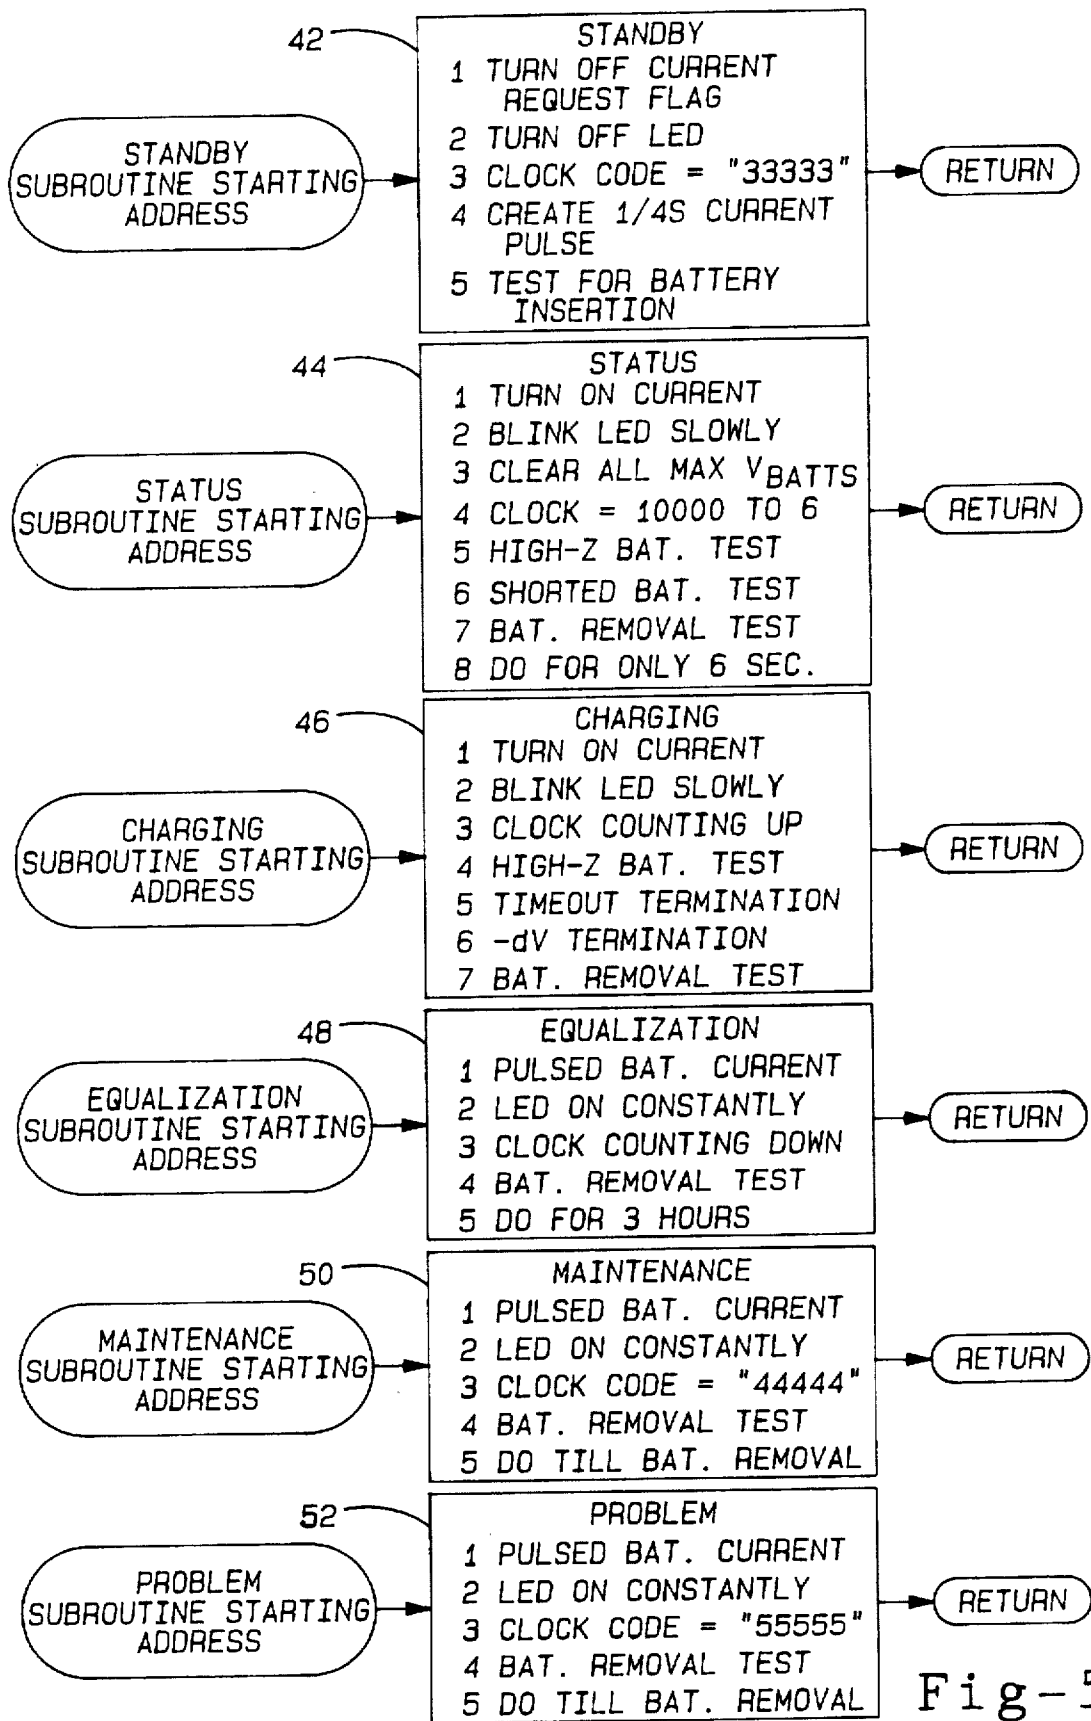 42
STANDBY
1 TURN OFF CURRENT
REQUEST FLAG
2 TURN OFF LED
3 CLOCK CODE = "33333"
4 CREATE 1/4S CURRENT
PULSE
5 TEST FOR BATTERY
INSERTION
STANDBY
SUBROUTINE STARTING
ADDRESS
RETURN
44
STATUS
1 TURN ON CURRENT
2 BLINK LED SLOWLY
3 CLEAR ALL MAX VBATTS
4 CLOCK = 10000 TO 6
5 HIGH-Z BAT. TEST
6 SHORTED BAT. TEST
7 BAT. REMOVAL TEST
8 DO FOR ONLY 6 SEC.
STATUS
SUBROUTINE STARTING
ADDRESS
RETURN
46
CHARGING
1 TURN ON CURRENT
2 BLINK LED SLOWLY
3 CLOCK COUNTING UP
4 HIGH-Z BAT. TEST
5 TIMEOUT TERMINATION
6 -dV TERMINATION
7 BAT. REMOVAL TEST
CHARGING
SUBROUTINE STARTING
ADDRESS
RETURN
48
EQUALIZATION
1 PULSED BAT. CURRENT
2 LED ON CONSTANTLY
3 CLOCK COUNTING DOWN
4 BAT. REMOVAL TEST
5 DO FOR 3 HOURS
EQUALIZATION
SUBROUTINE STARTING
ADDRESS
RETURN
50
MAINTENANCE
1 PULSED BAT. CURRENT
2 LED ON CONSTANTLY
3 CLOCK CODE = "44444"
4 BAT. REMOVAL TEST
5 DO TILL BAT. REMOVAL
MAINTENANCE
SUBROUTINE STARTING
ADDRESS
RETURN
52
PROBLEM
1 PULSED BAT. CURRENT
2 LED ON CONSTANTLY
3 CLOCK CODE = "55555"
4 BAT. REMOVAL TEST
5 DO TILL BAT. REMOVAL
PROBLEM
SUBROUTINE STARTING
ADDRESS
RETURN
Fig-5